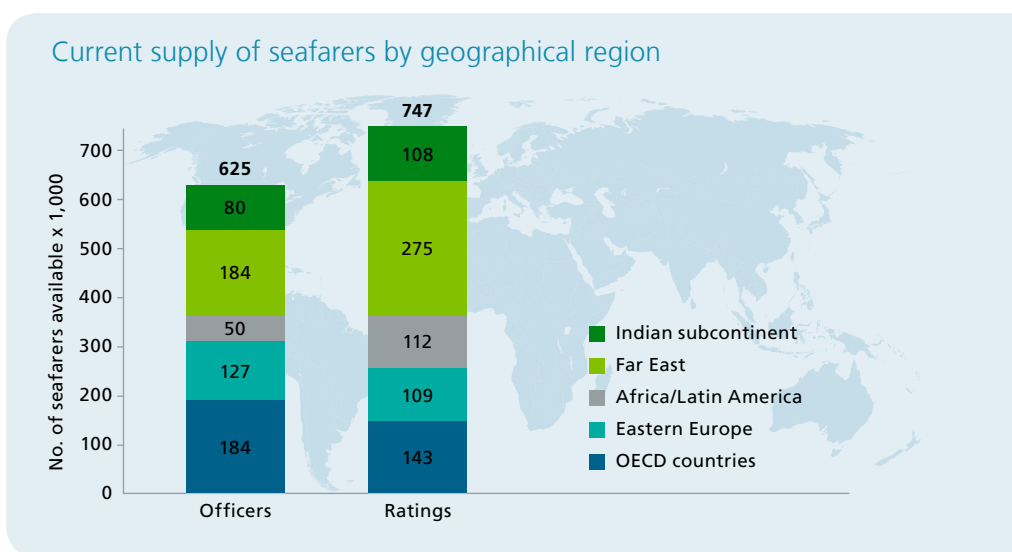 Current supply of seafarers by geographical region
No. of seafarers available x 1,000
700
600
500
400
300
200
100
0
625
80
184
50
127
184
Officers
747
108
275
112
109
143
Ratings
Indian subcontinent
Far East
Africa/Latin America
Eastern Europe
OECD countries